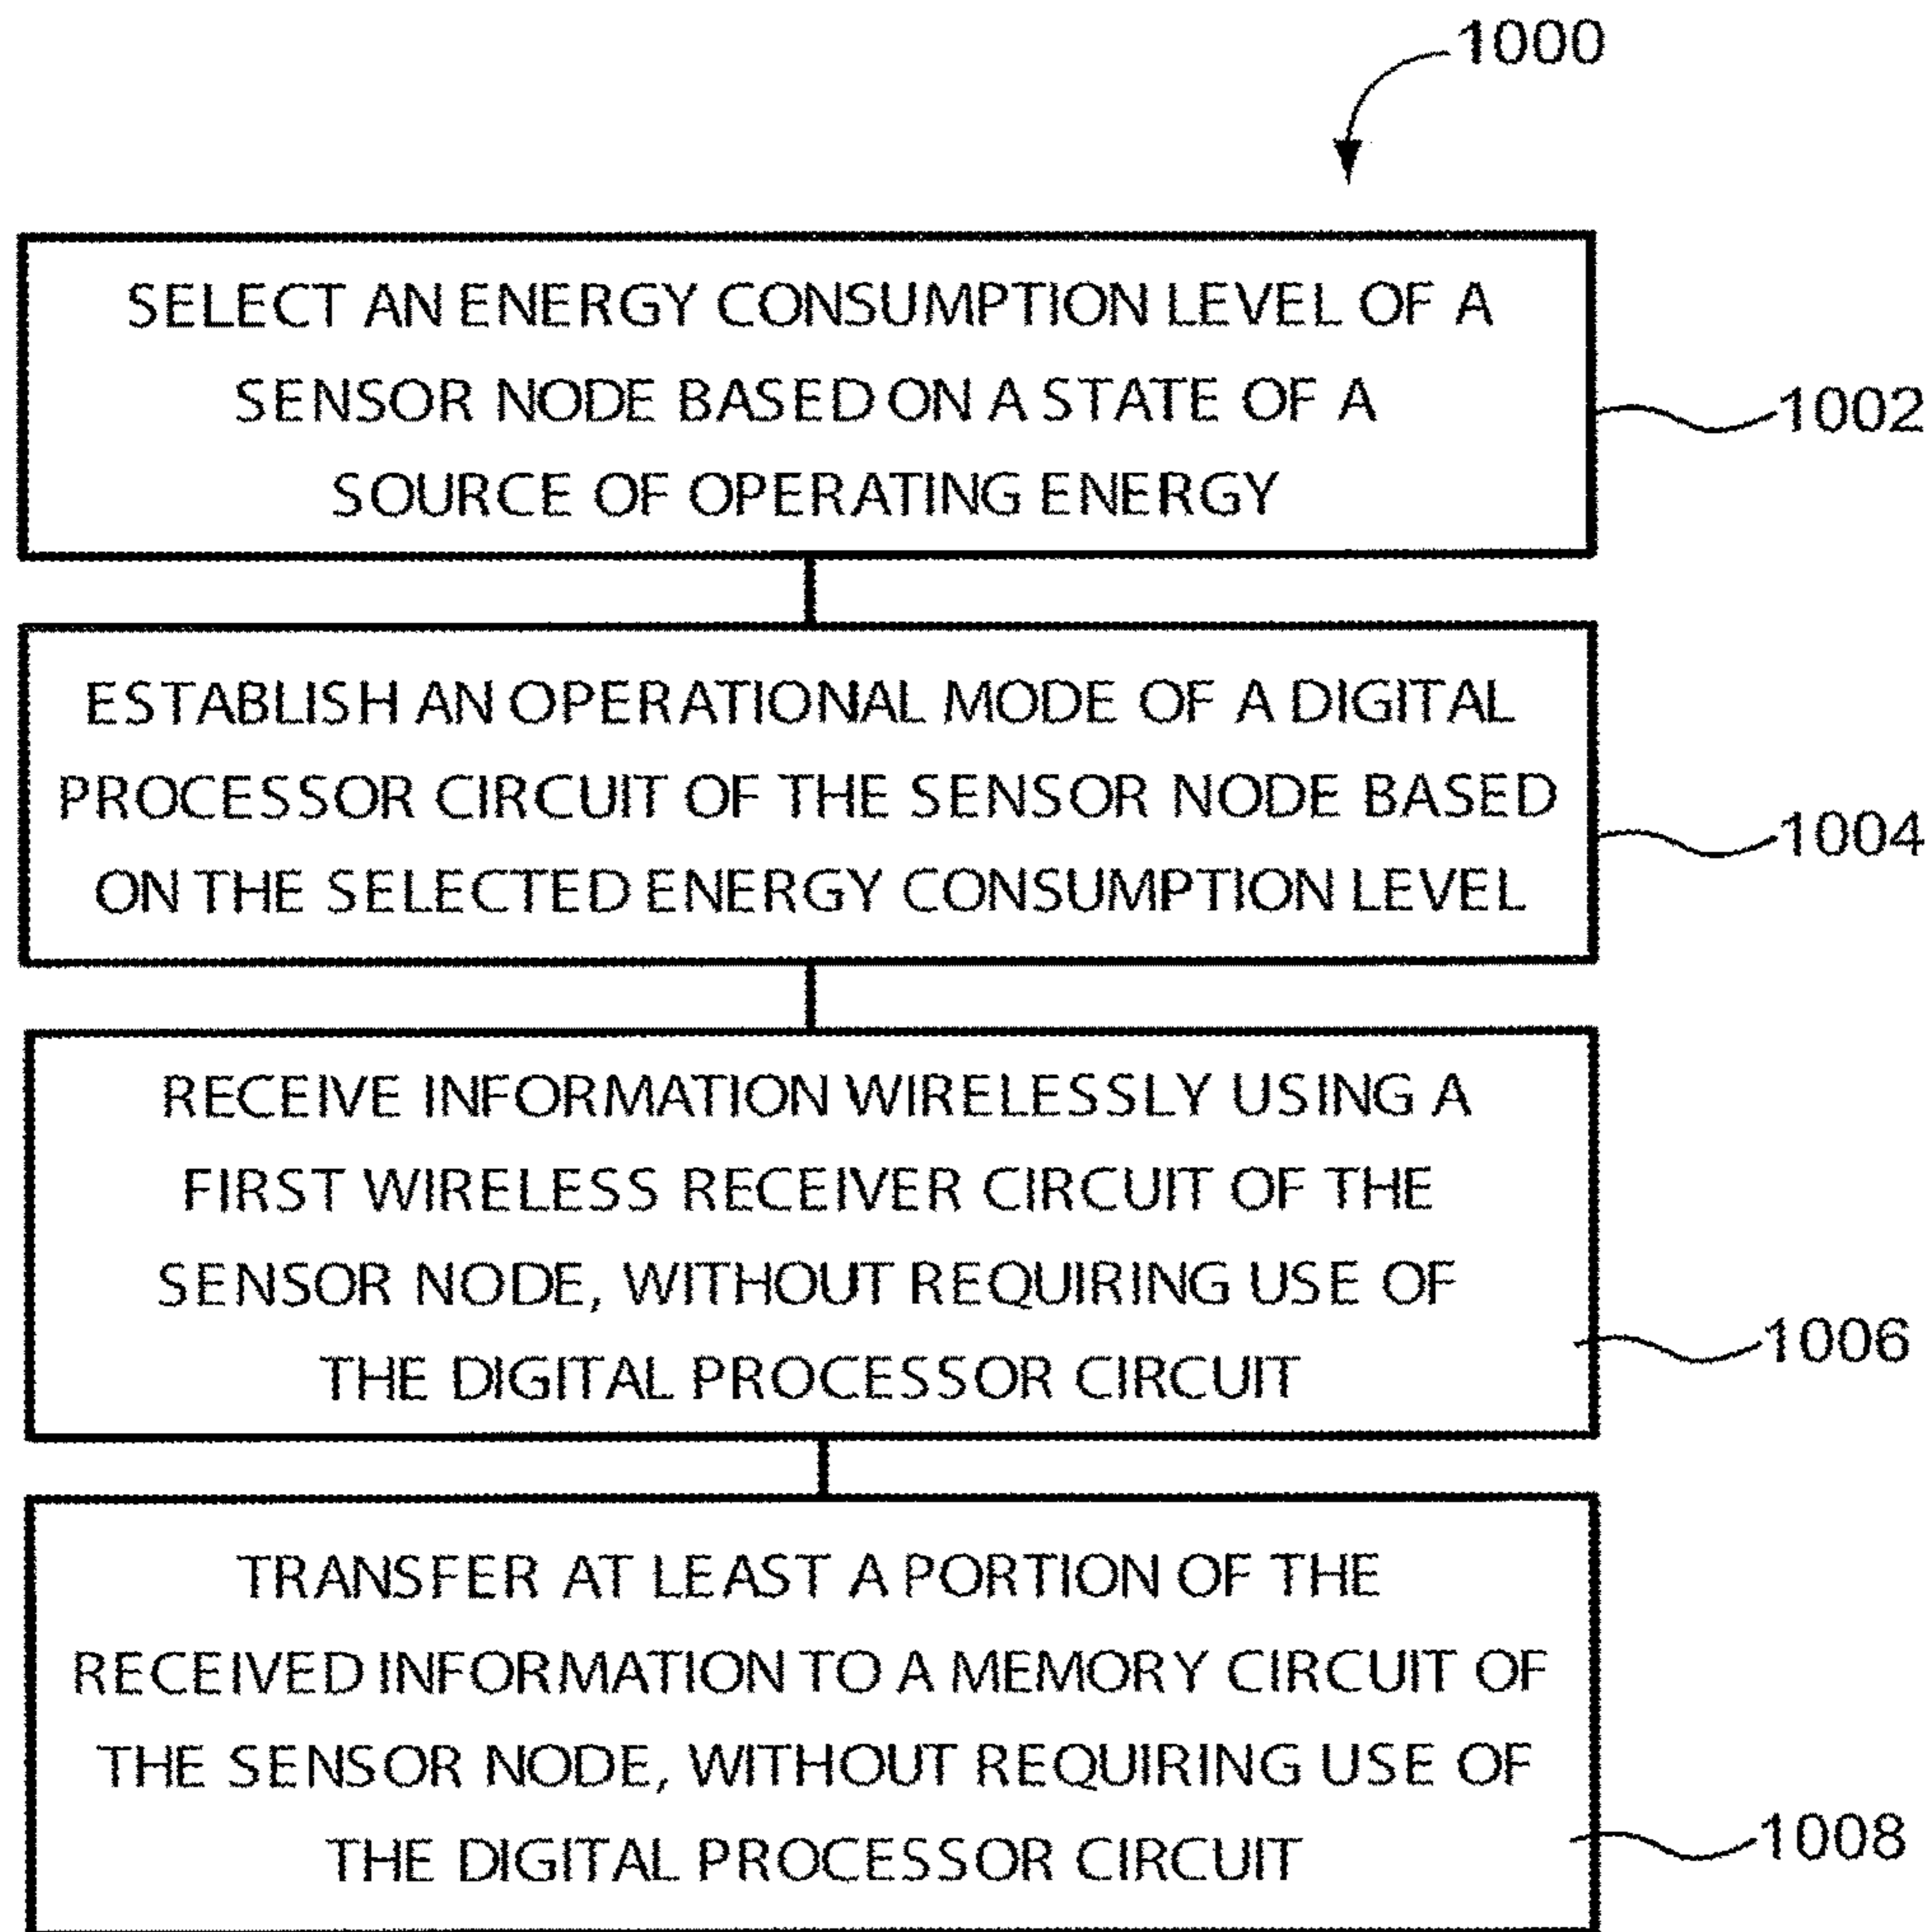 1000
SELECT AN ENERGY CONSUMPTION LEVEL OF A
SENSOR NODE BASED ON A STATE OF A
SOURCE OF OPERATING ENERGY
1002
ESTABLISH AN OPERATIONAL MODE OF A DIGITAL
PROCESSOR CIRCUIT OF THE SENSOR NODE BASED
ON THE SELECTED ENERGY CONSUMPTION LEVEL
1004
RECEIVE INFORMATION WIRELESSLY USING A
FIRST WIRELESS RECEIVER CIRCUIT OF THE
SENSOR NODE, WITHOUT REQUIRING USE OF
THE DIGITAL PROCESSOR CIRCUIT
1006
TRANSFER AT LEAST A PORTION OF THE
RECEIVED INFORMATION TO A MEMORY CIRCUIT OF
THE SENSOR NODE, WITHOUT REQUIRING USE OF
THE DIGITAL PROCESSOR CIRCUIT
1008